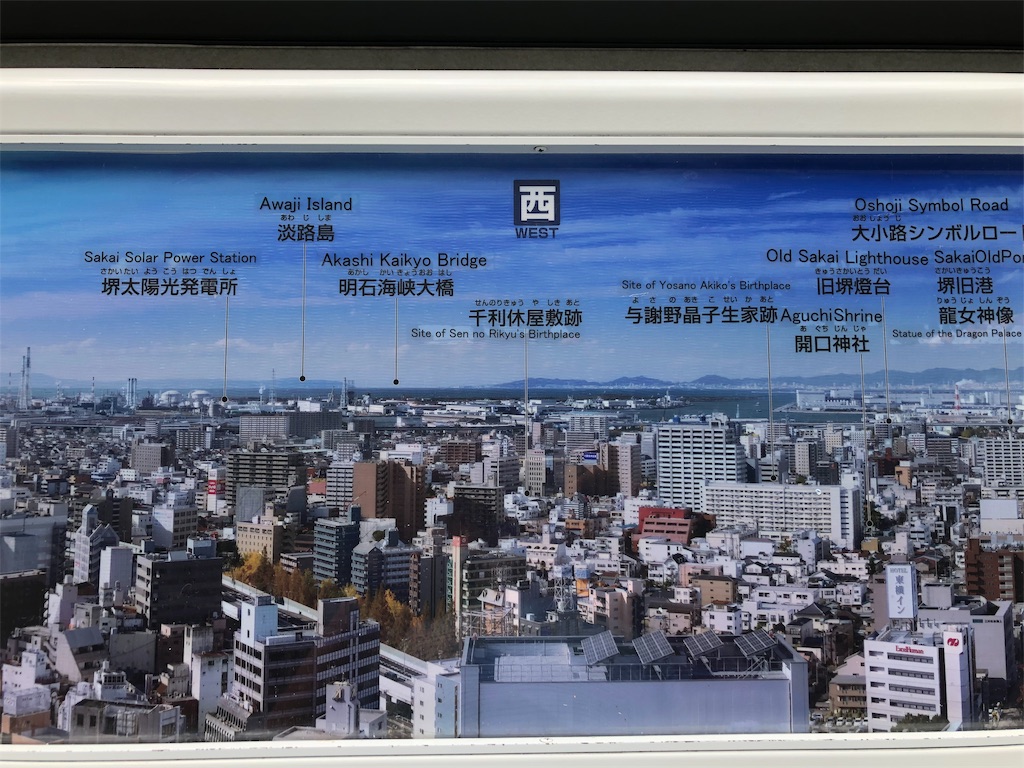 西
WEST
Awaji Island
あわ じ しま
淡路島
Sakai Solar Power Station
さかいたい よう こう はつ でん しょ
堺太陽光発電所
Akashi Kaikyo Bridge
あかし かい きょうおお はし
明石海峡大橋
せんのりきゅう や しき あと
千利休屋敷跡
Site of Sen no Rikyu's Birthplace
Site of Yosano Akiko's Birthplace
よ さ の あき こ せい か あと
与謝野晶子生家跡
AguchiShrine
あ ぐち じん じゃ
開口神社
Oshoji Symbol Road
おお しょう じ
大小路シンボルロー
Old Sakai Lighthouse
きゅうさかいとう だい
旧堺燈台
SakaiOldPor
さかいきゅうこう
堺旧港
りゅう じょ しん ぞう
龍女神像
Statue of the Dragon Palace
HOTEL
東横イン